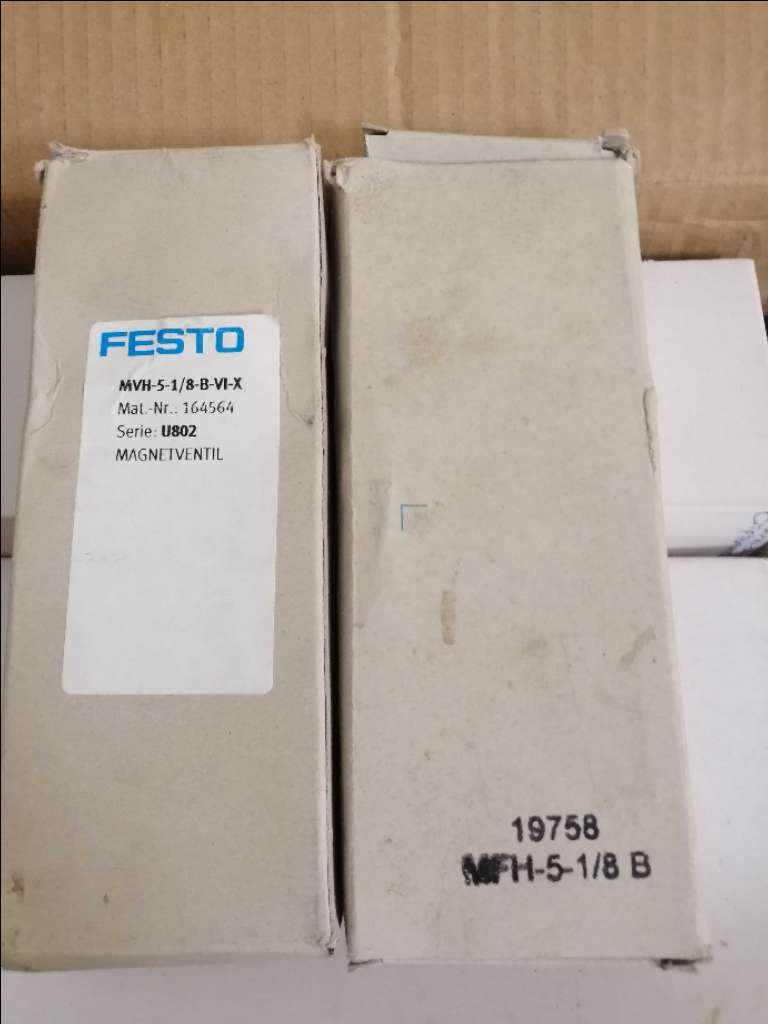 FESTO
MVH-5-1/8-B-VI-X
Mat.-Nr.: 164564
Serie: U802
MAGNETVENTIL
19758
MFH-5-1/8 B